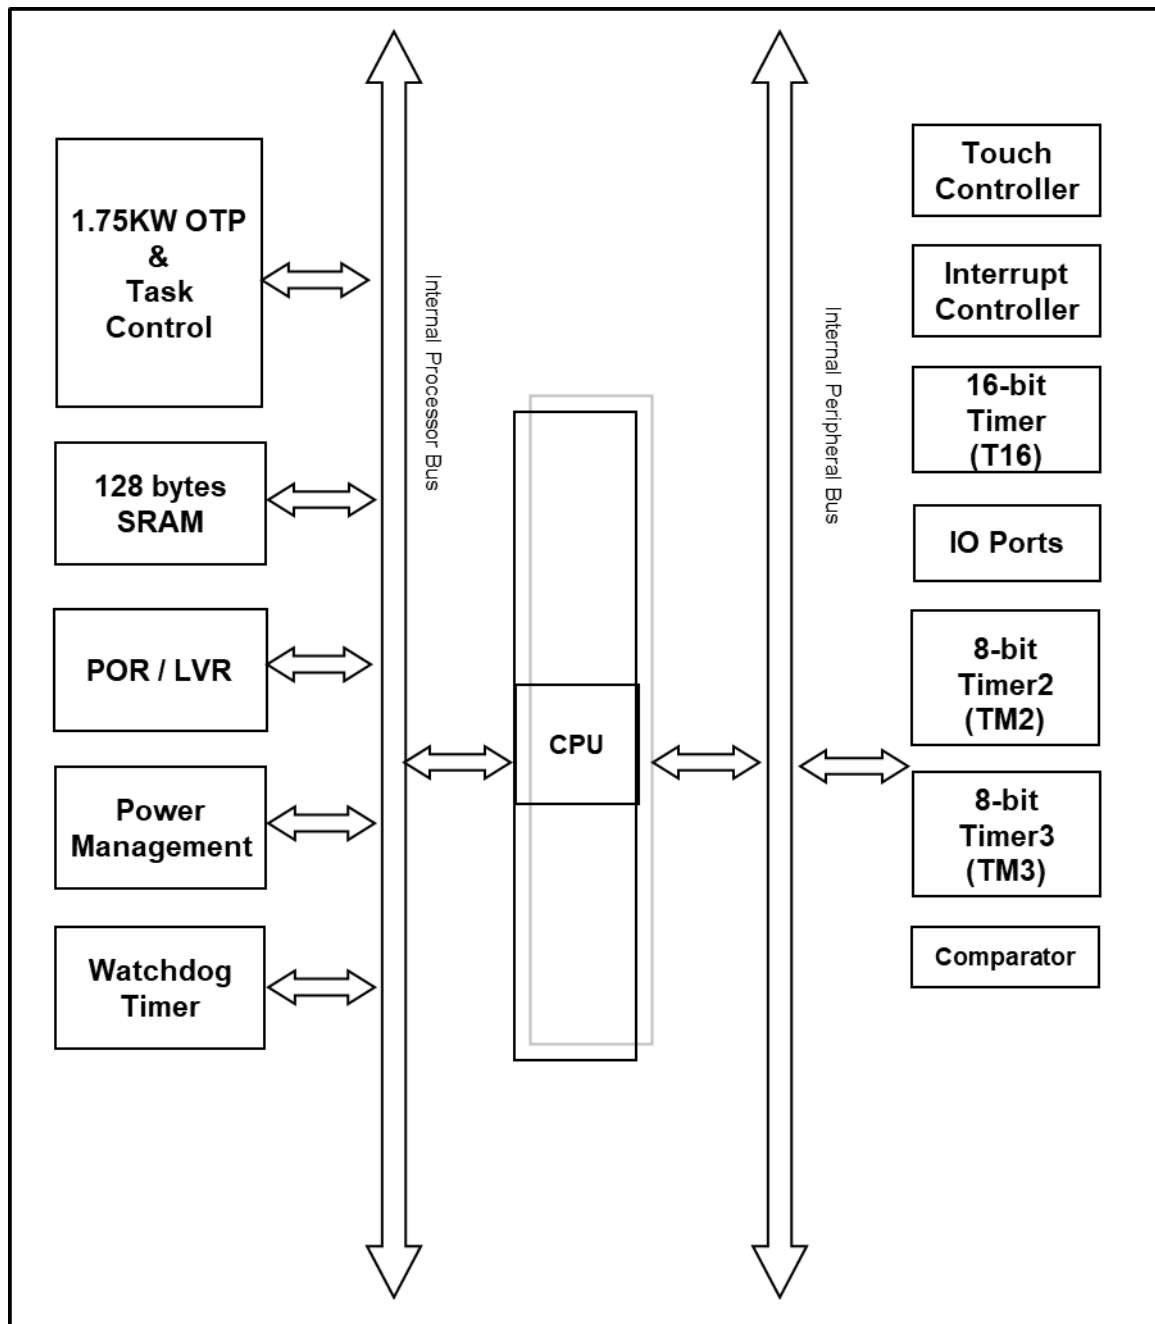 1.75KW OTP
&
Task
Control
128 bytes
SRAM
POR / LVR
Power
Management
Watchdog
Timer
Internal Processor Bus
CPU
Internal Peripheral Bus
Touch
Controller
Interrupt
Controller
16-bit
Timer
(T16)
IO Ports
8-bit
Timer2
(TM2)
8-bit
Timer3
(TM3)
Comparator